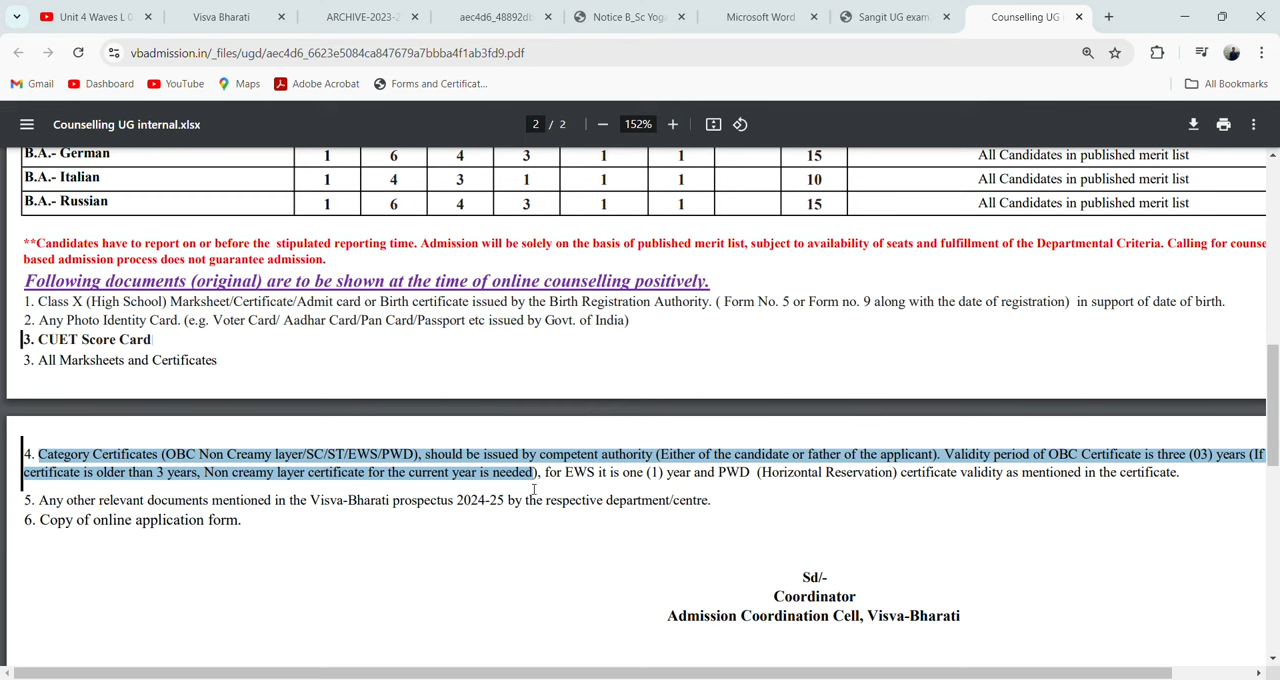 Unit 4 Waves L 0
Visva Bharati
ARCHIVE-2023-2
aec4d6_48892db
Notice B_Sc Yog
Microsoft Word
Sangit UG exam
Counselling UG
vbadmission.in/_files/ugd/aec4d6_6623e5084ca847679a7bbba4f1ab3fd9.pdf
Gmail
Dashboard
YouTube
Maps
Adobe Acrobat
Forms and Certificat...
All Bookmarks
Counselling UG internal.xlsx
2 / 2
152%
B.A.- German 1 6 4 3 1 1 15 All Candidates in published merit list
B.A.- Italian 1 4 3 1 1 1 10 All Candidates in published merit list
B.A.- Russian 1 6 4 3 1 1 15 All Candidates in published merit list
**Candidates have to report on or before the stipulated reporting time. Admission will be solely on the basis of published merit list, subject to availability of seats and fulfillment of the Departmental Criteria. Calling for counse
based admission process does not guarantee admission.
Following documents (original) are to be shown at the time of online counselling positively.
1. Class X (High School) Marksheet/Certificate/Admit card or Birth certificate issued by the Birth Registration Authority. ( Form No. 5 or Form no. 9 along with the date of registration) in support of date of birth.
2. Any Photo Identity Card. (e.g. Voter Card/ Aadhar Card/Pan Card/Passport etc issued by Govt. of India)
3. CUET Score Card
3. All Marksheets and Certificates
4. Category Certificates (OBC Non Creamy layer/SC/ST/EWS/PWD), should be issued by competent authority (Either of the candidate or father of the applicant). Validity period of OBC Certificate is three (03) years (If
certificate is older than 3 years, Non creamy layer certificate for the current year is needed), for EWS it is one (1) year and PWD (Horizontal Reservation) certificate validity as mentioned in the certificate.
5. Any other relevant documents mentioned in the Visva-Bharati prospectus 2024-25 by the respective department/centre.
6. Copy of online application form.
Sd/-
Coordinator
Admission Coordination Cell, Visva-Bharati